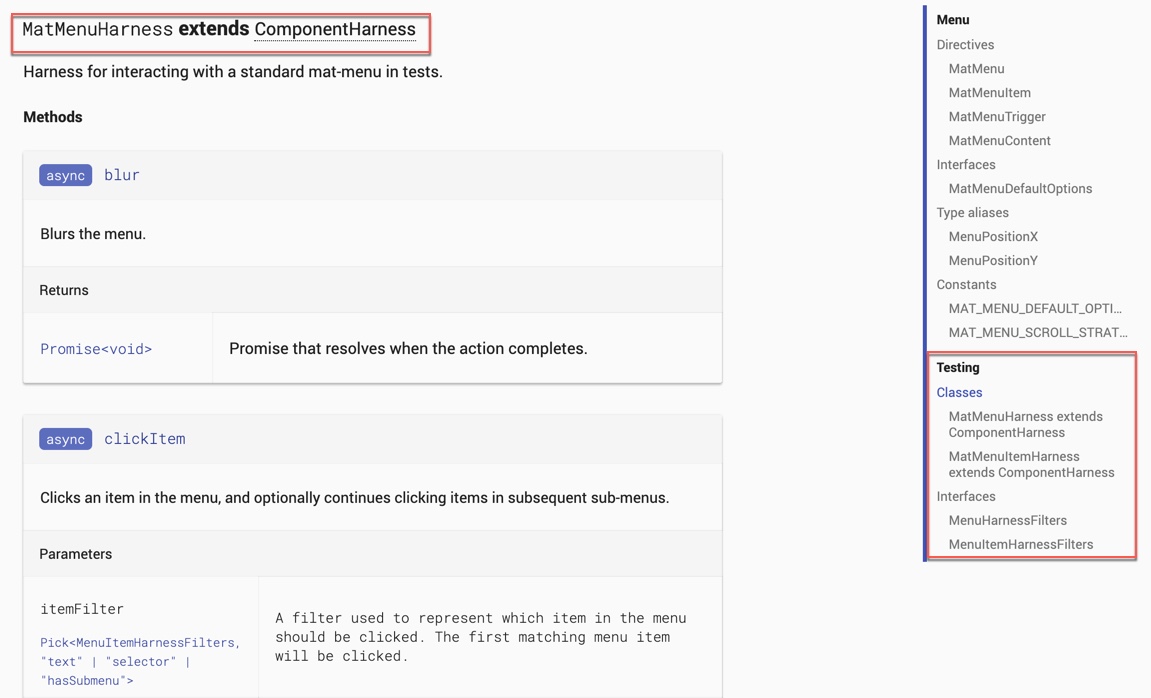 MatMenuHarness extends ComponentHarness
Harness for interacting with a standard mat-menu in tests.
Methods
async blur
Blurs the menu.
Returns
Promise<void> Promise that resolves when the action completes.
async clickItem
Clicks an item in the menu, and optionally continues clicking items in subsequent sub-menus.
Parameters
itemFilter
Pick<MenuItemHarnessFilters,
"text" | "selector" |
"hasSubmenu">
A filter used to represent which item in the menu
should be clicked. The first matching menu item
will be clicked.
Menu
Directives
MatMenu
MatMenuItem
MatMenuTrigger
MatMenuContent
Interfaces
MatMenuDefaultOptions
Type aliases
MenuPositionX
MenuPositionY
Constants
MAT_MENU_DEFAULT_OPTI...
MAT_MENU_SCROLL_STRAT...
Testing
Classes
MatMenuHarness extends
ComponentHarness
MatMenuItemHarness
extends ComponentHarness
Interfaces
MenuHarnessFilters
MenuItemHarnessFilters